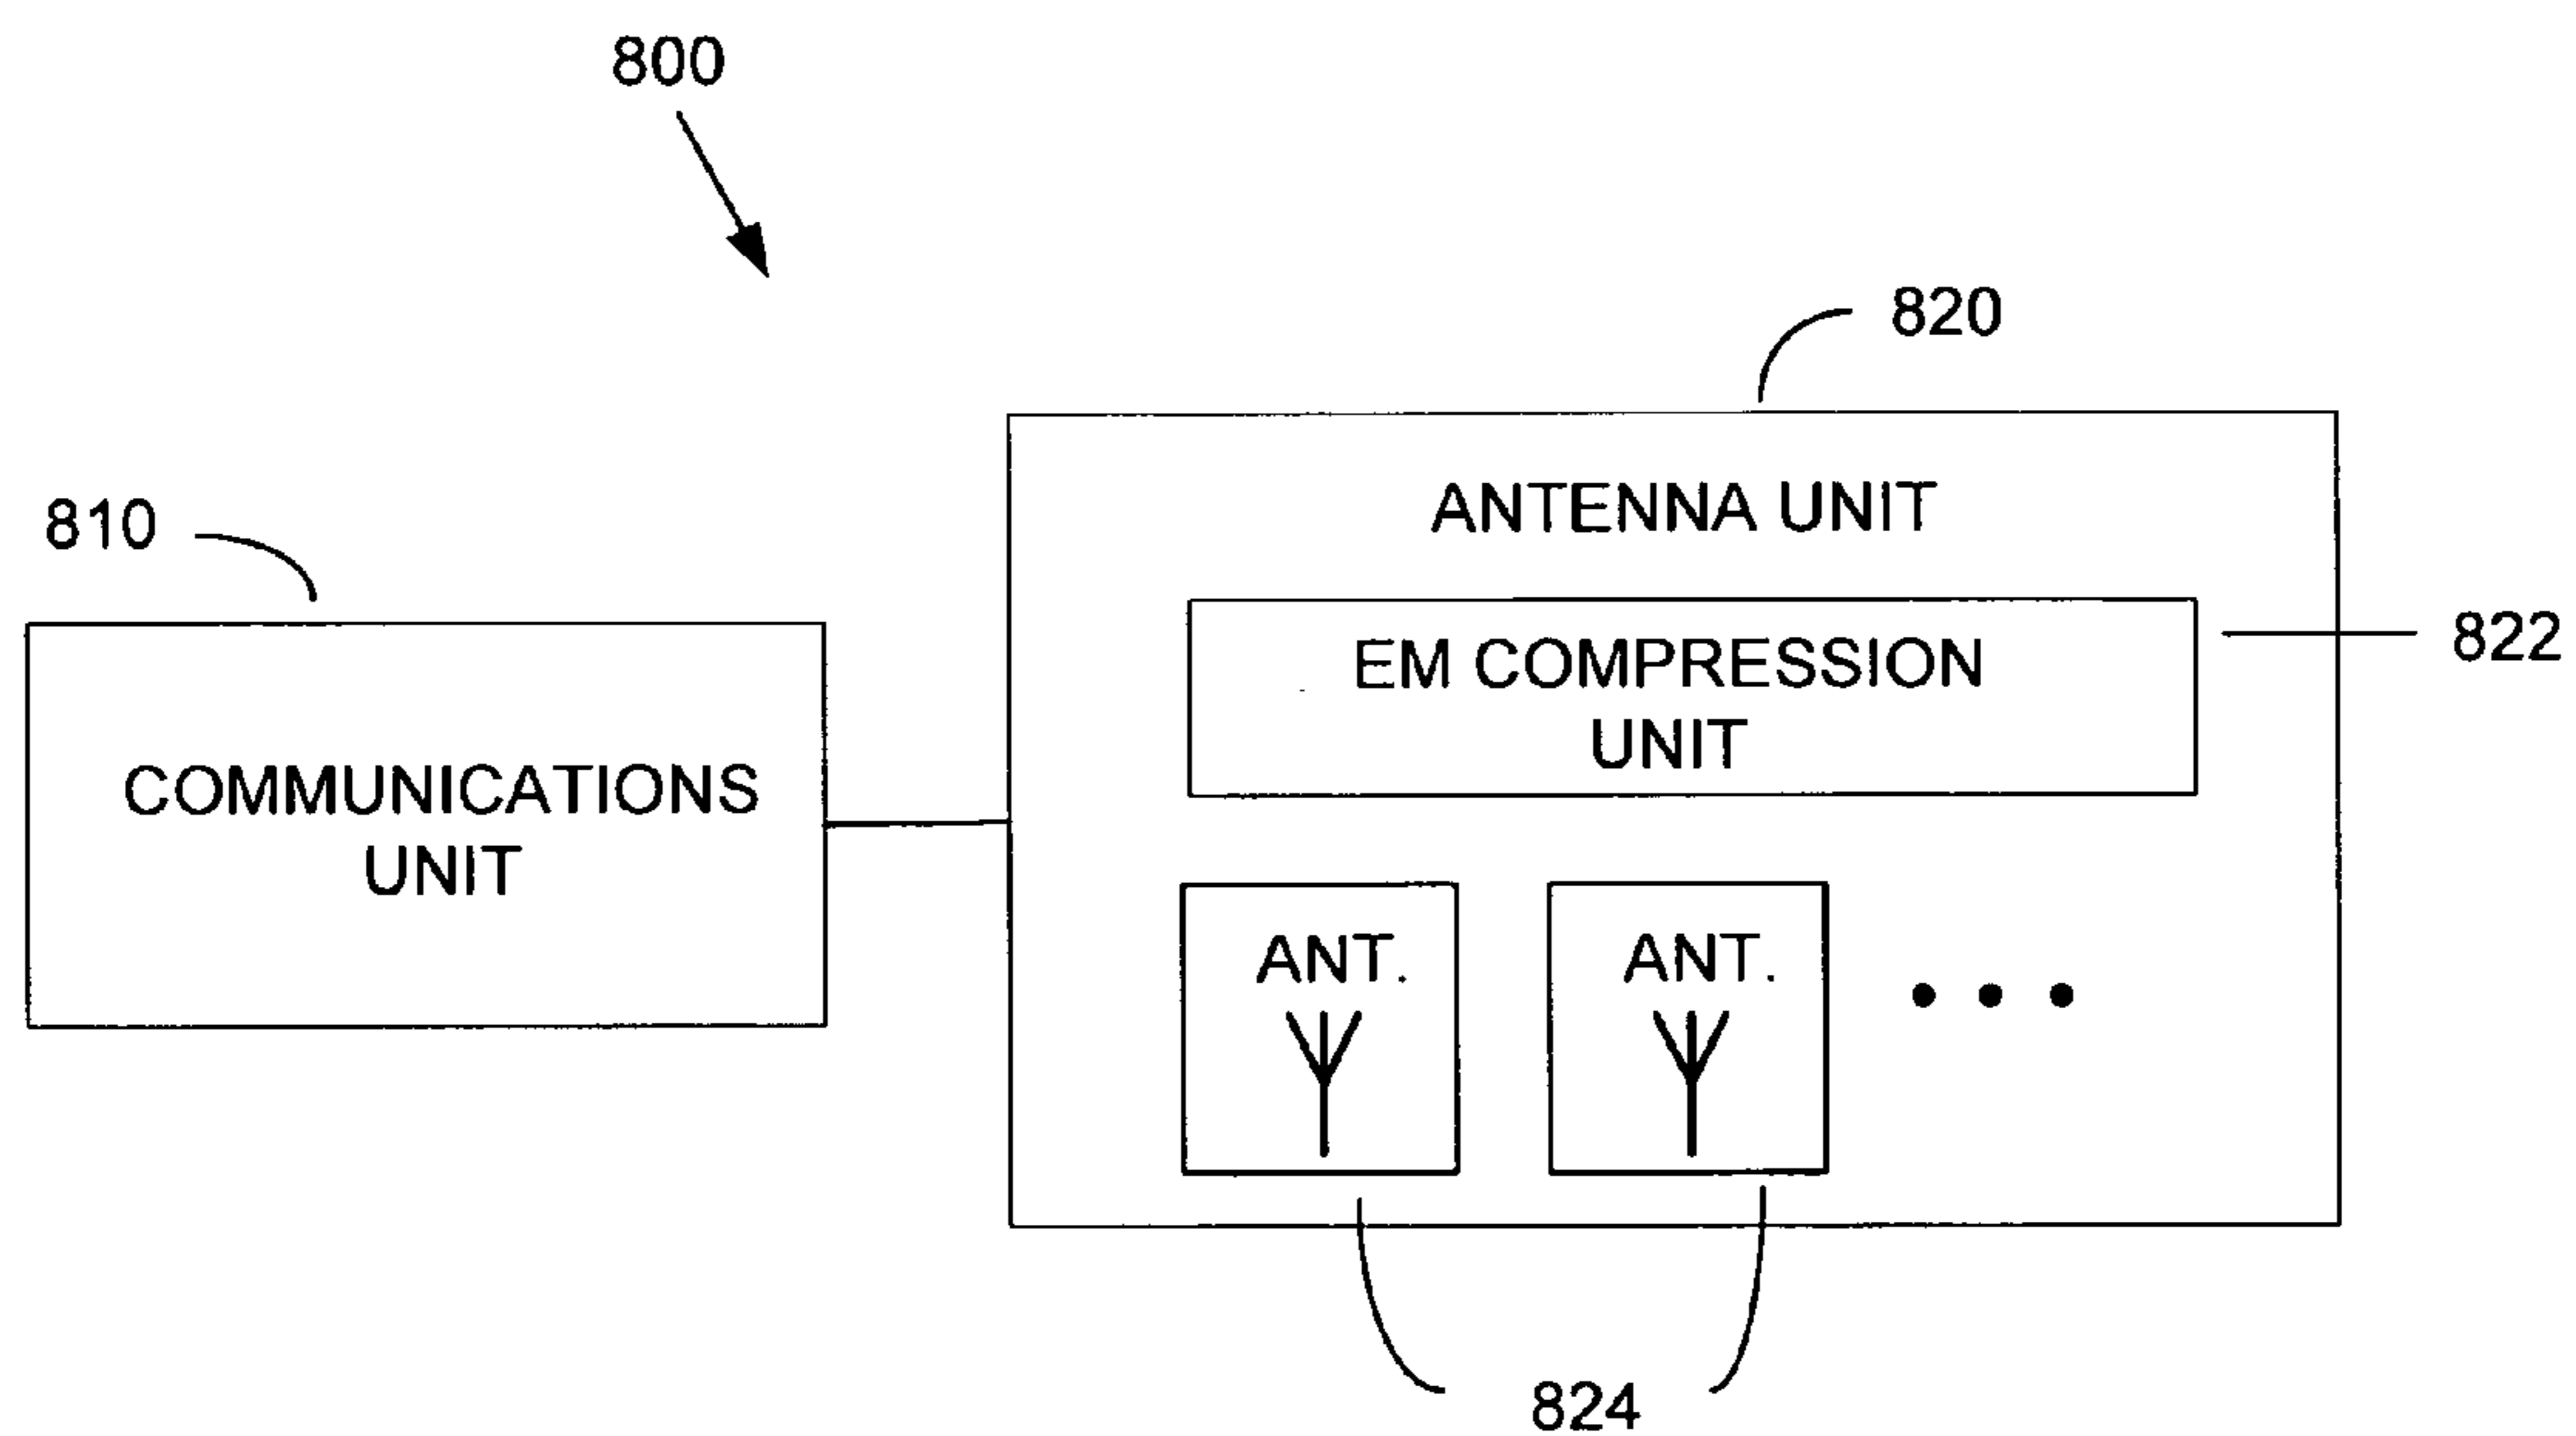 800
820
ANTENNA UNIT
810
EM COMPRESSION
UNIT
822
COMMUNICATIONS
UNIT
ANT.
ANT.
824